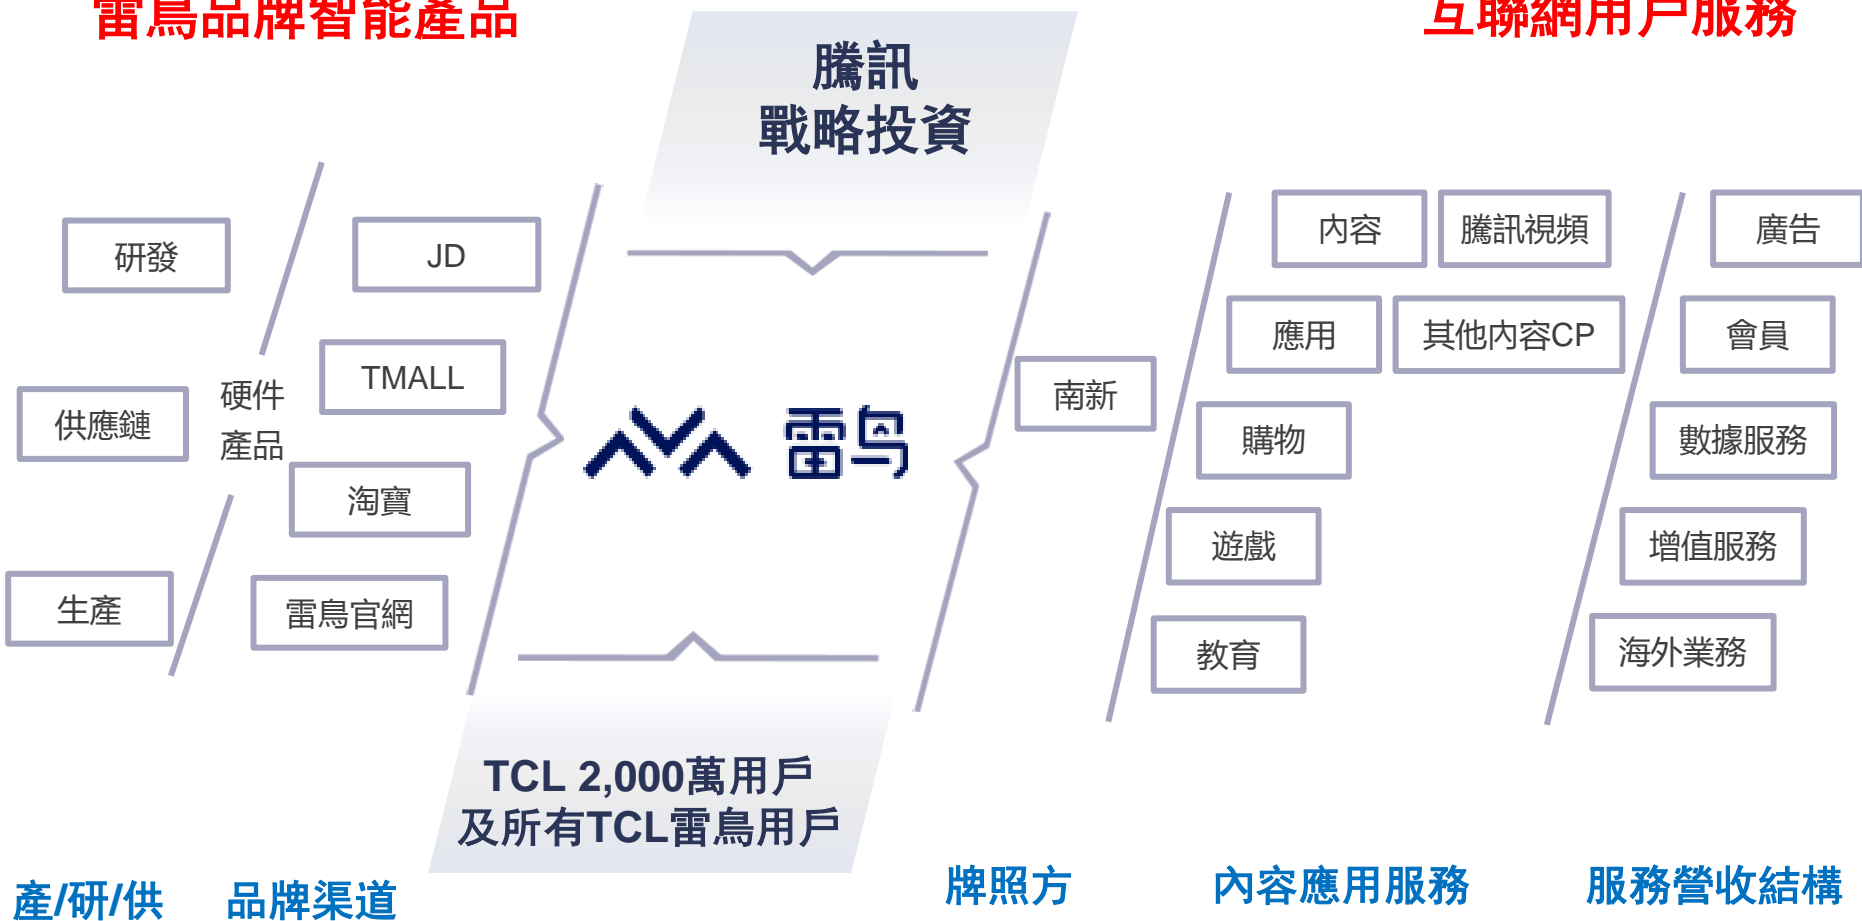 雷鳥品牌智能產品
互聯網用戶服務
騰訊
戰略投資
研發
供應鏈
生產
硬件
產品
JD
TMALL
淘寶
雷鳥官網
雷鸟
南新
內容
騰訊視頻
應用
其他內容CP
購物
遊戲
教育
廣告
會員
數據服務
增值服務
海外業務
TCL 2,000萬用戶
及所有TCL雷鳥用戶
產/研/供
品牌渠道
牌照方
內容應用服務
服務營收結構